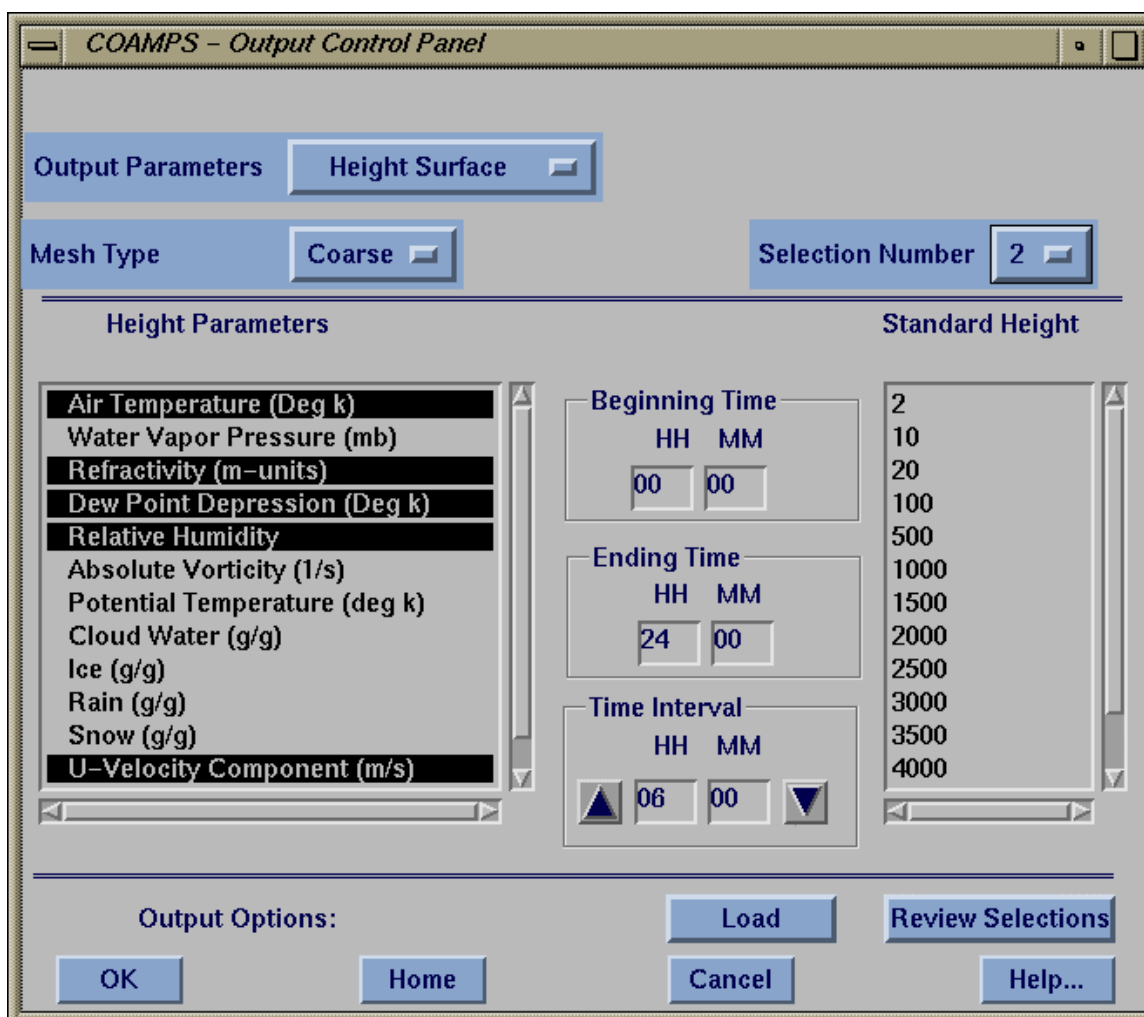 COAMPS – Output Control Panel
Output Parameters Height Surface
Mesh Type Coarse Selection Number 2
Height Parameters
Air Temperature (Deg k)
Water Vapor Pressure (mb)
Refractivity (m–units)
Dew Point Depression (Deg k)
Relative Humidity
Absolute Vorticity (1/s)
Potential Temperature (deg k)
Cloud Water (g/g)
Ice (g/g)
Rain (g/g)
Snow (g/g)
U–Velocity Component (m/s)
Beginning Time
HH MM
00 00
Ending Time
HH MM
24 00
Time Interval
HH MM
06 00
Standard Height
2
10
20
100
500
1000
1500
2000
2500
3000
3500
4000
Output Options: Load Review Selections
OK Home Cancel Help...